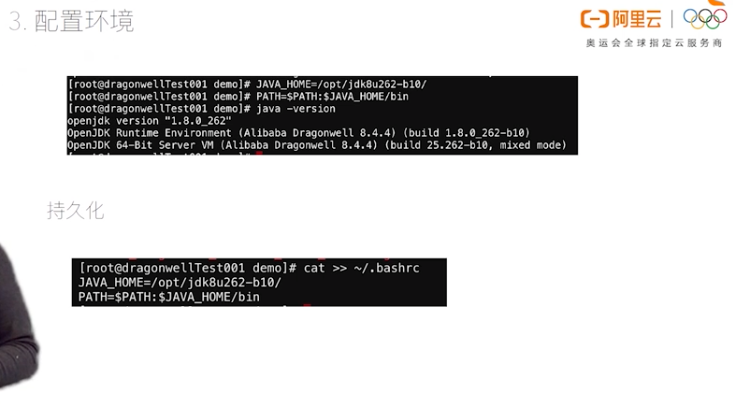 3. 配置环境
阿里云
奥运会全球指定云服务商
[root@dragonwellTest001 demo]# JAVA_HOME=/opt/jdk8u262-b10/
[root@dragonwellTest001 demo]# PATH=$PATH:$JAVA_HOME/bin
[root@dragonwellTest001 demo]# java -version
openjdk version "1.8.0_262"
OpenJDK Runtime Environment (Alibaba Dragonwell 8.4.4) (build 1.8.0_262-b10)
OpenJDK 64-Bit Server VM (Alibaba Dragonwell 8.4.4) (build 25.262-b10, mixed mode)
持久化
[root@dragonwellTest001 demo]# cat >> ~/.bashrc
JAVA_HOME=/opt/jdk8u262-b10/
PATH=$PATH:$JAVA_HOME/bin